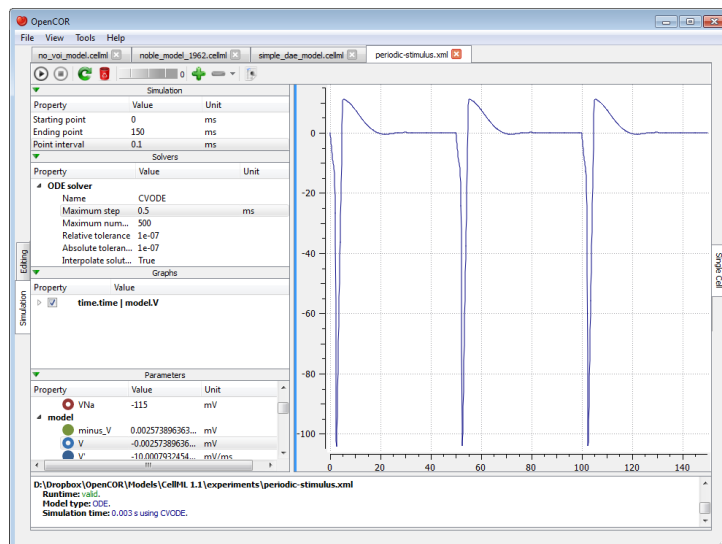 OpenCOR
File View Tools Help
no_voi_model.cellml noble_model_1962.cellml simple_dae_model.cellml periodic-stimulus.xml
0
Simulation
Property Value Unit
Starting point 0 ms
Ending point 150 ms
Point interval 0.1 ms
Solvers
Property Value Unit
ODE solver
Name CVODE
Maximum step 0.5 ms
Maximum num... 500
Relative tolerance 1e-07
Absolute toleran... 1e-07
Interpolate solut... True
Graphs
Property Value
time.time | model.V
Parameters
Property Value Unit
VNa -115 mV
model
minus_V 0.002573896363... mV
V -0.00257389636... mV
V' -10.0007932454... mV/ms
Editing
Simulation
0
-20
-40
-60
-80
-100
0 20 40 60 80 100 120 140
Single Cell
D:\Dropbox\OpenCOR\Models\CellML 1.1\experiments\periodic-stimulus.xml
Runtime: valid.
Model type: ODE.
Simulation time: 0.003 s using CVODE.